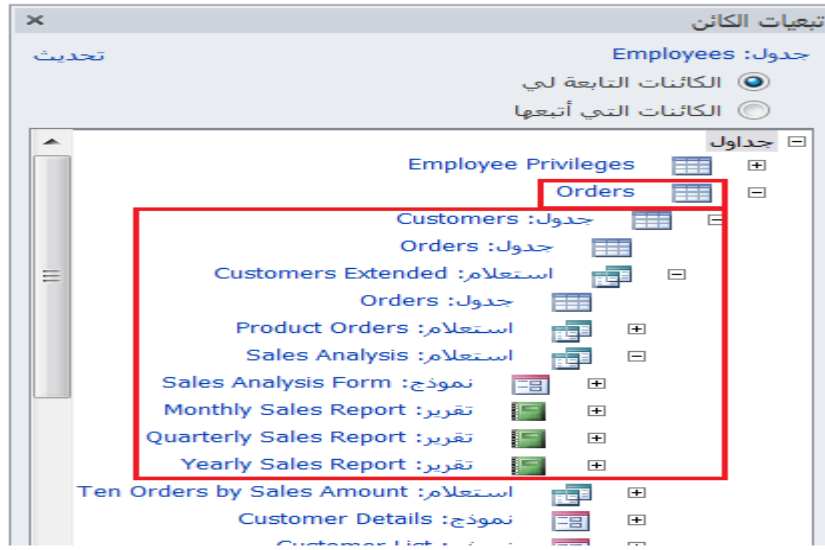 تبعيات الكائن
جدول: Employees تحديث
الكائنات التابعة لي
الكائنات التي أتبعها
جداول
Employee Privileges
Orders
جدول: Customers
جدول: Orders
استعلام: Customers Extended
جدول: Orders
استعلام: Product Orders
استعلام: Sales Analysis
نموذج: Sales Analysis Form
تقرير: Monthly Sales Report
تقرير: Quarterly Sales Report
تقرير: Yearly Sales Report
استعلام: Ten Orders by Sales Amount
نموذج: Customer Details
Customer List